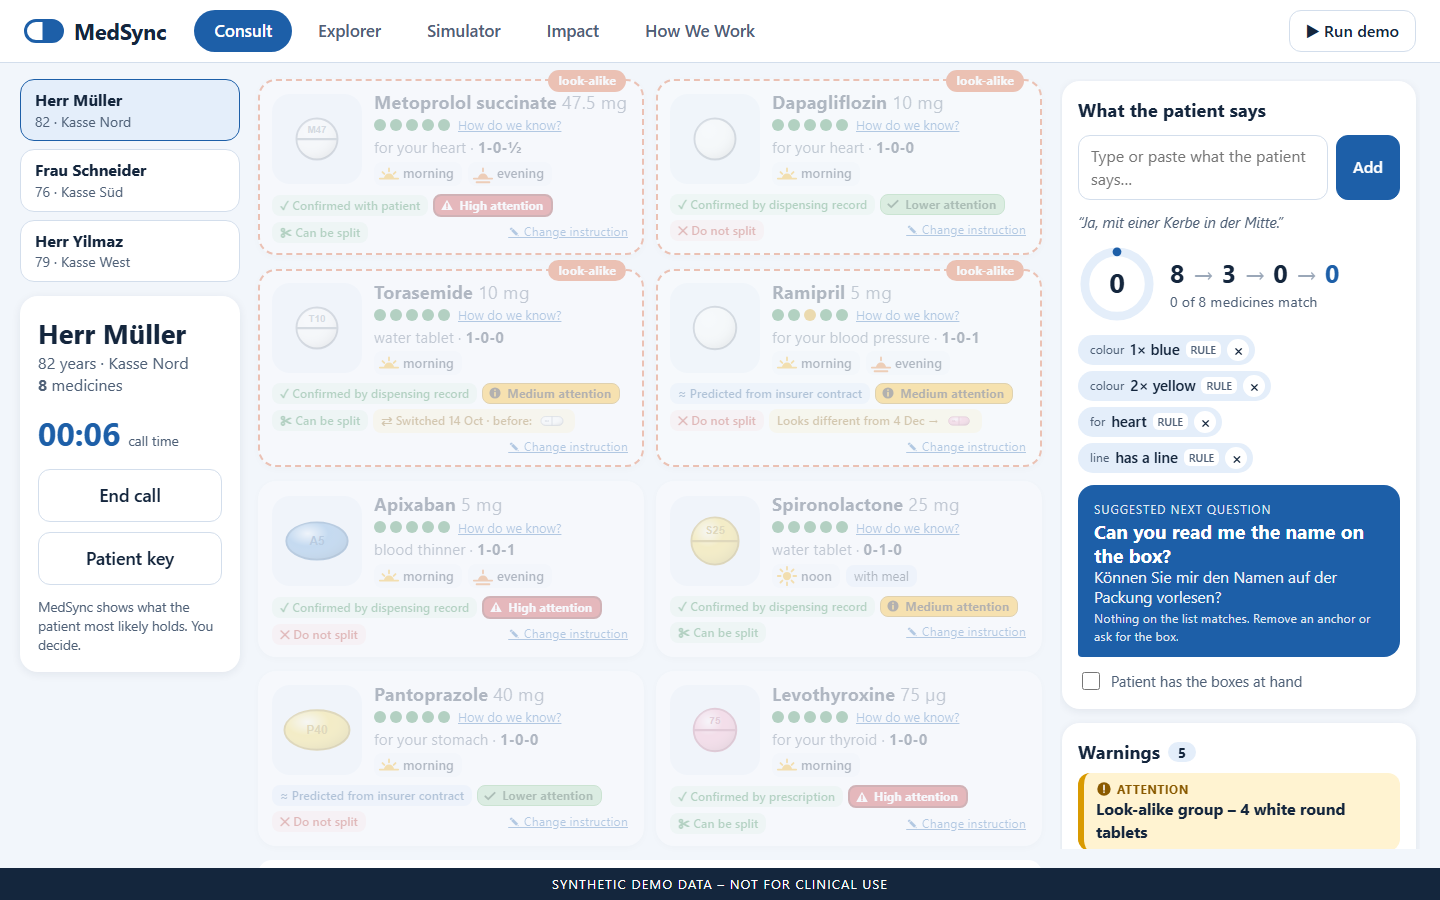 MedSync
Consult
Explorer
Simulator
Impact
How We Work
▶ Run demo
Herr Müller
82 · Kasse Nord
Frau Schneider
76 · Kasse Süd
Herr Yilmaz
79 · Kasse West
Herr Müller
82 years · Kasse Nord
8 medicines
00:06 call time
End call
Patient key
MedSync shows what the
patient most likely holds. You
decide.
look-alike
M47
Metoprolol succinate 47.5 mg
How do we know?
for your heart · 1-0-½
morning
evening
✓ Confirmed with patient
High attention
Can be split
Change instruction
look-alike
Dapagliflozin 10 mg
How do we know?
for your heart · 1-0-0
morning
✓ Confirmed by dispensing record
Lower attention
✕ Do not split
Change instruction
look-alike
T10
Torasemide 10 mg
How do we know?
water tablet · 1-0-0
morning
✓ Confirmed by dispensing record
Medium attention
Can be split
⇄ Switched 14 Oct · before:
Change instruction
look-alike
Ramipril 5 mg
How do we know?
for your blood pressure · 1-0-1
morning
evening
≈ Predicted from insurer contract
Medium attention
✕ Do not split
Looks different from 4 Dec →
Change instruction
A5
Apixaban 5 mg
How do we know?
blood thinner · 1-0-1
morning
evening
✓ Confirmed by dispensing record
High attention
✕ Do not split
Change instruction
S25
Spironolactone 25 mg
How do we know?
water tablet · 0-1-0
noon
with meal
✓ Confirmed by dispensing record
Medium attention
Can be split
Change instruction
P40
Pantoprazole 40 mg
How do we know?
for your stomach · 1-0-0
morning
≈ Predicted from insurer contract
Lower attention
✕ Do not split
Change instruction
75
Levothyroxine 75 µg
How do we know?
for your thyroid · 1-0-0
morning
✓ Confirmed by prescription
High attention
Can be split
Change instruction
What the patient says
Type or paste what the patient
says...
Add
“Ja, mit einer Kerbe in der Mitte.”
0
8 → 3 → 0 → 0
0 of 8 medicines match
colour 1× blue RULE ×
colour 2× yellow RULE ×
for heart RULE ×
line has a line RULE ×
SUGGESTED NEXT QUESTION
Can you read me the name on
the box?
Können Sie mir den Namen auf der
Packung vorlesen?
Nothing on the list matches. Remove an anchor or
ask for the box.
Patient has the boxes at hand
Warnings 5
ATTENTION
Look-alike group – 4 white round
tablets
SYNTHETIC DEMO DATA – NOT FOR CLINICAL USE